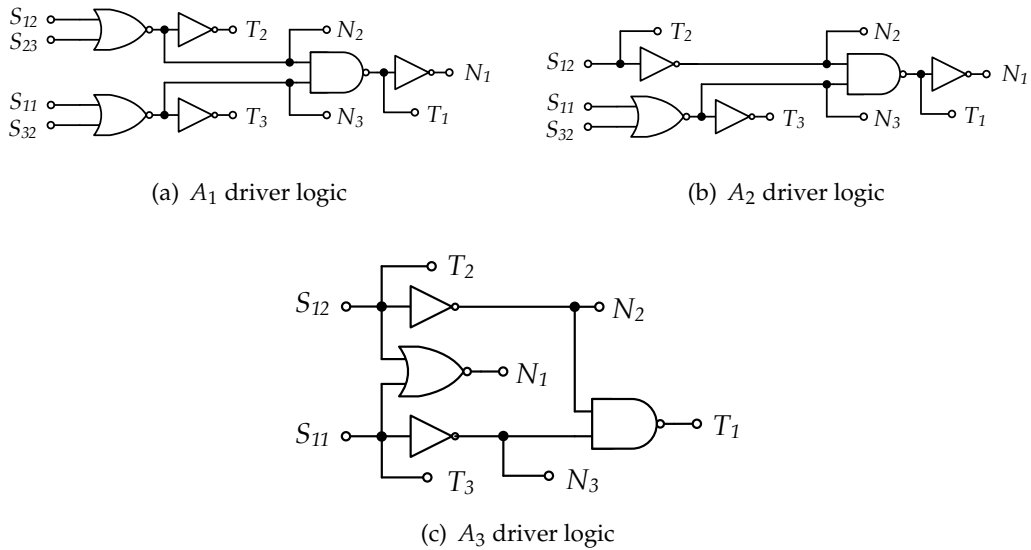 S12
S23
T2
N2
N1
S11
S32
T3
N3
T1
(a) A1 driver logic
T2
N2
S12
N1
S11
S32
T3
N3
T1
(b) A2 driver logic
T2
S12
N2
N1
T1
S11
T3
N3
(c) A3 driver logic